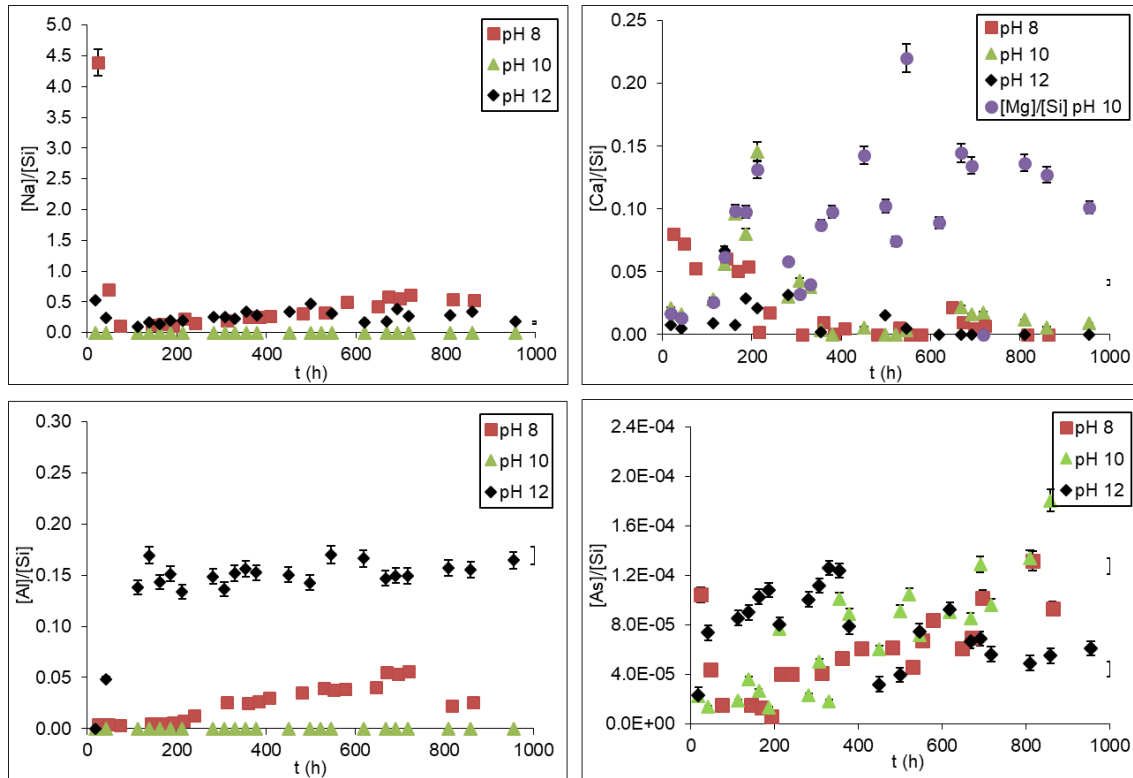 [Na]/[Si]
5.0
4.5
4.0
3.5
3.0
2.5
2.0
1.5
1.0
0.5
0.0
0 200 400 600 800 1000
t (h)
pH 8
pH 10
pH 12
[Ca]/[Si]
0.25
0.20
0.15
0.10
0.05
0.00
0 200 400 600 800 1000
t (h)
pH 8
pH 10
pH 12
[Mg]/[Si] pH 10
[Al]/[Si]
0.30
0.25
0.20
0.15
0.10
0.05
0.00
0 200 400 600 800 1000
t (h)
pH 8
pH 10
pH 12
[As]/[Si]
2.4E-04
2.0E-04
1.6E-04
1.2E-04
8.0E-05
4.0E-05
0.0E+00
0 200 400 600 800 1000
t (h)
pH 8
pH 10
pH 12